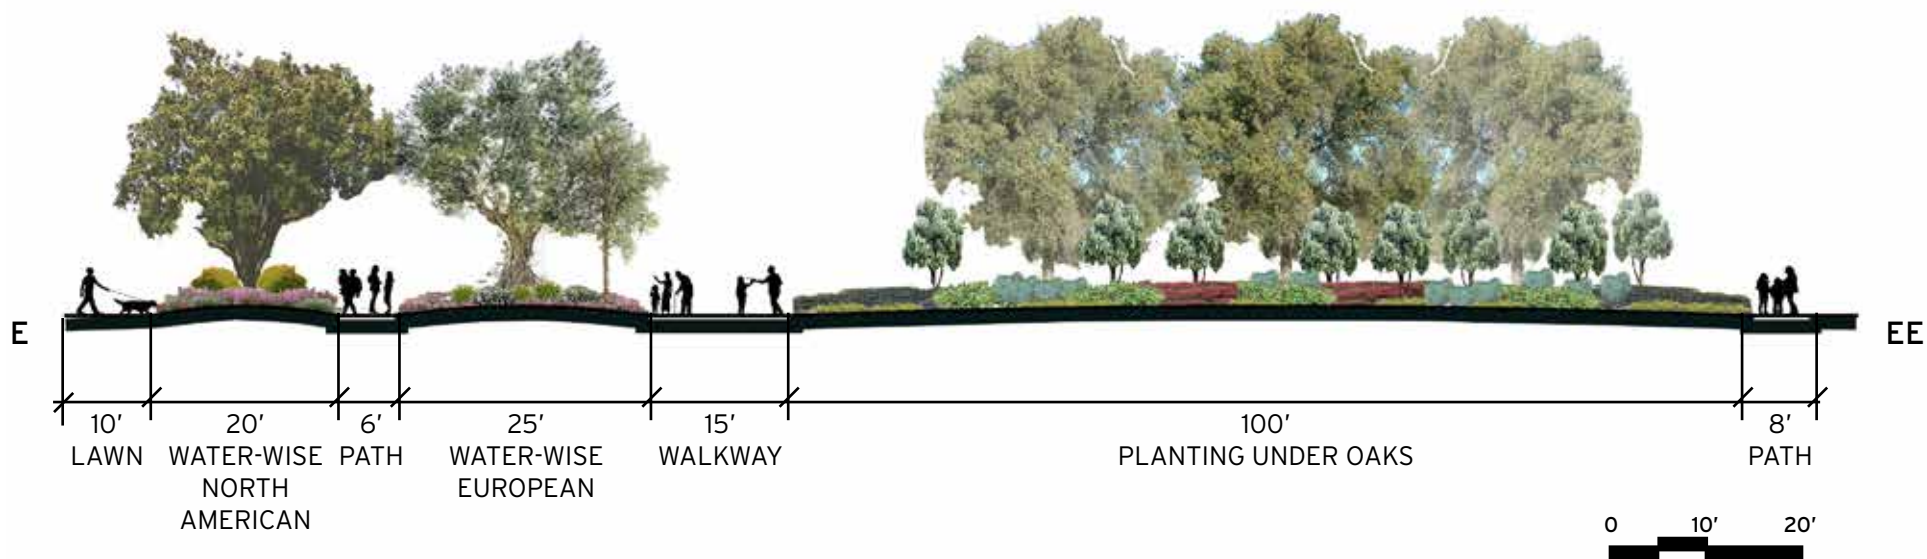 E
EE
10'
LAWN
20'
WATER-WISE
NORTH
AMERICAN
6'
PATH
25'
WATER-WISE
EUROPEAN
15'
WALKWAY
100'
PLANTING UNDER OAKS
8'
PATH
0 10' 20'